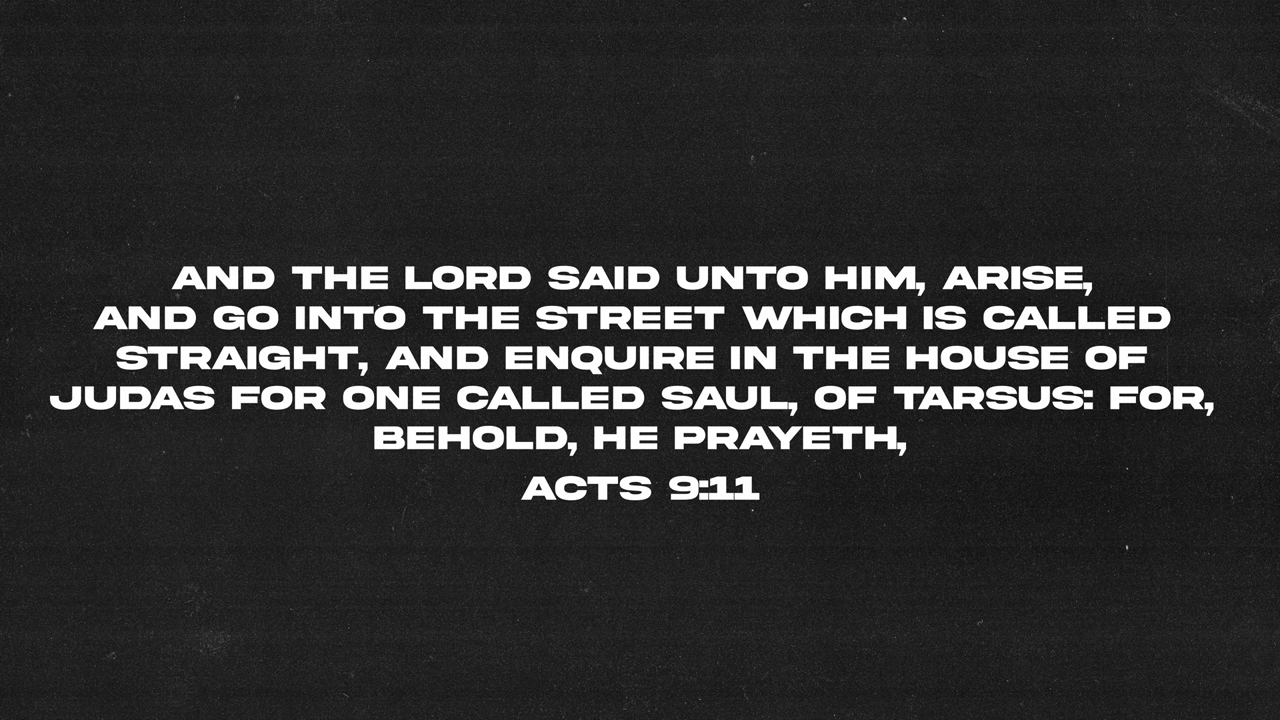 AND THE LORD SAID UNTO HIM, ARISE,
AND GO INTO THE STREET WHICH IS CALLED
STRAIGHT, AND ENQUIRE IN THE HOUSE OF
JUDAS FOR ONE CALLED SAUL, OF TARSUS: FOR,
BEHOLD, HE PRAYETH,
ACTS 9:11